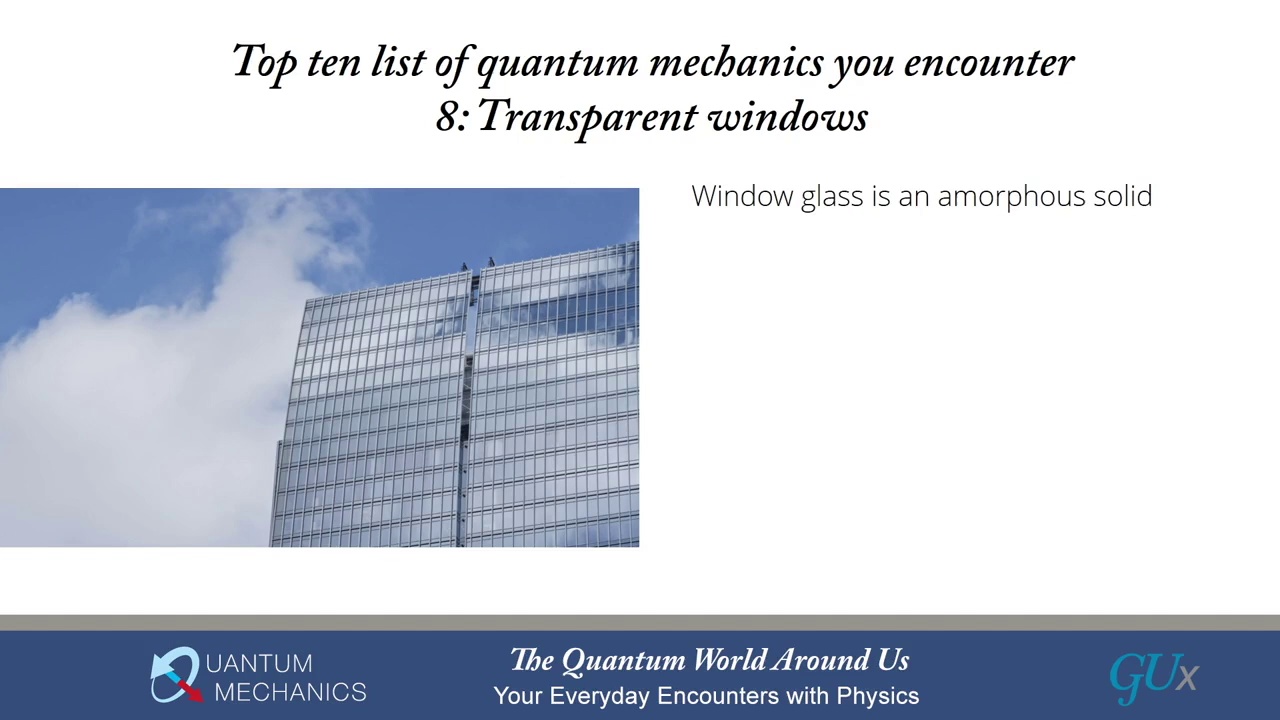 Top ten list of quantum mechanics you encounter
8: Transparent windows
Window glass is an amorphous solid
QUANTUM
MECHANICS
The Quantum World Around Us
Your Everyday Encounters with Physics
GUx